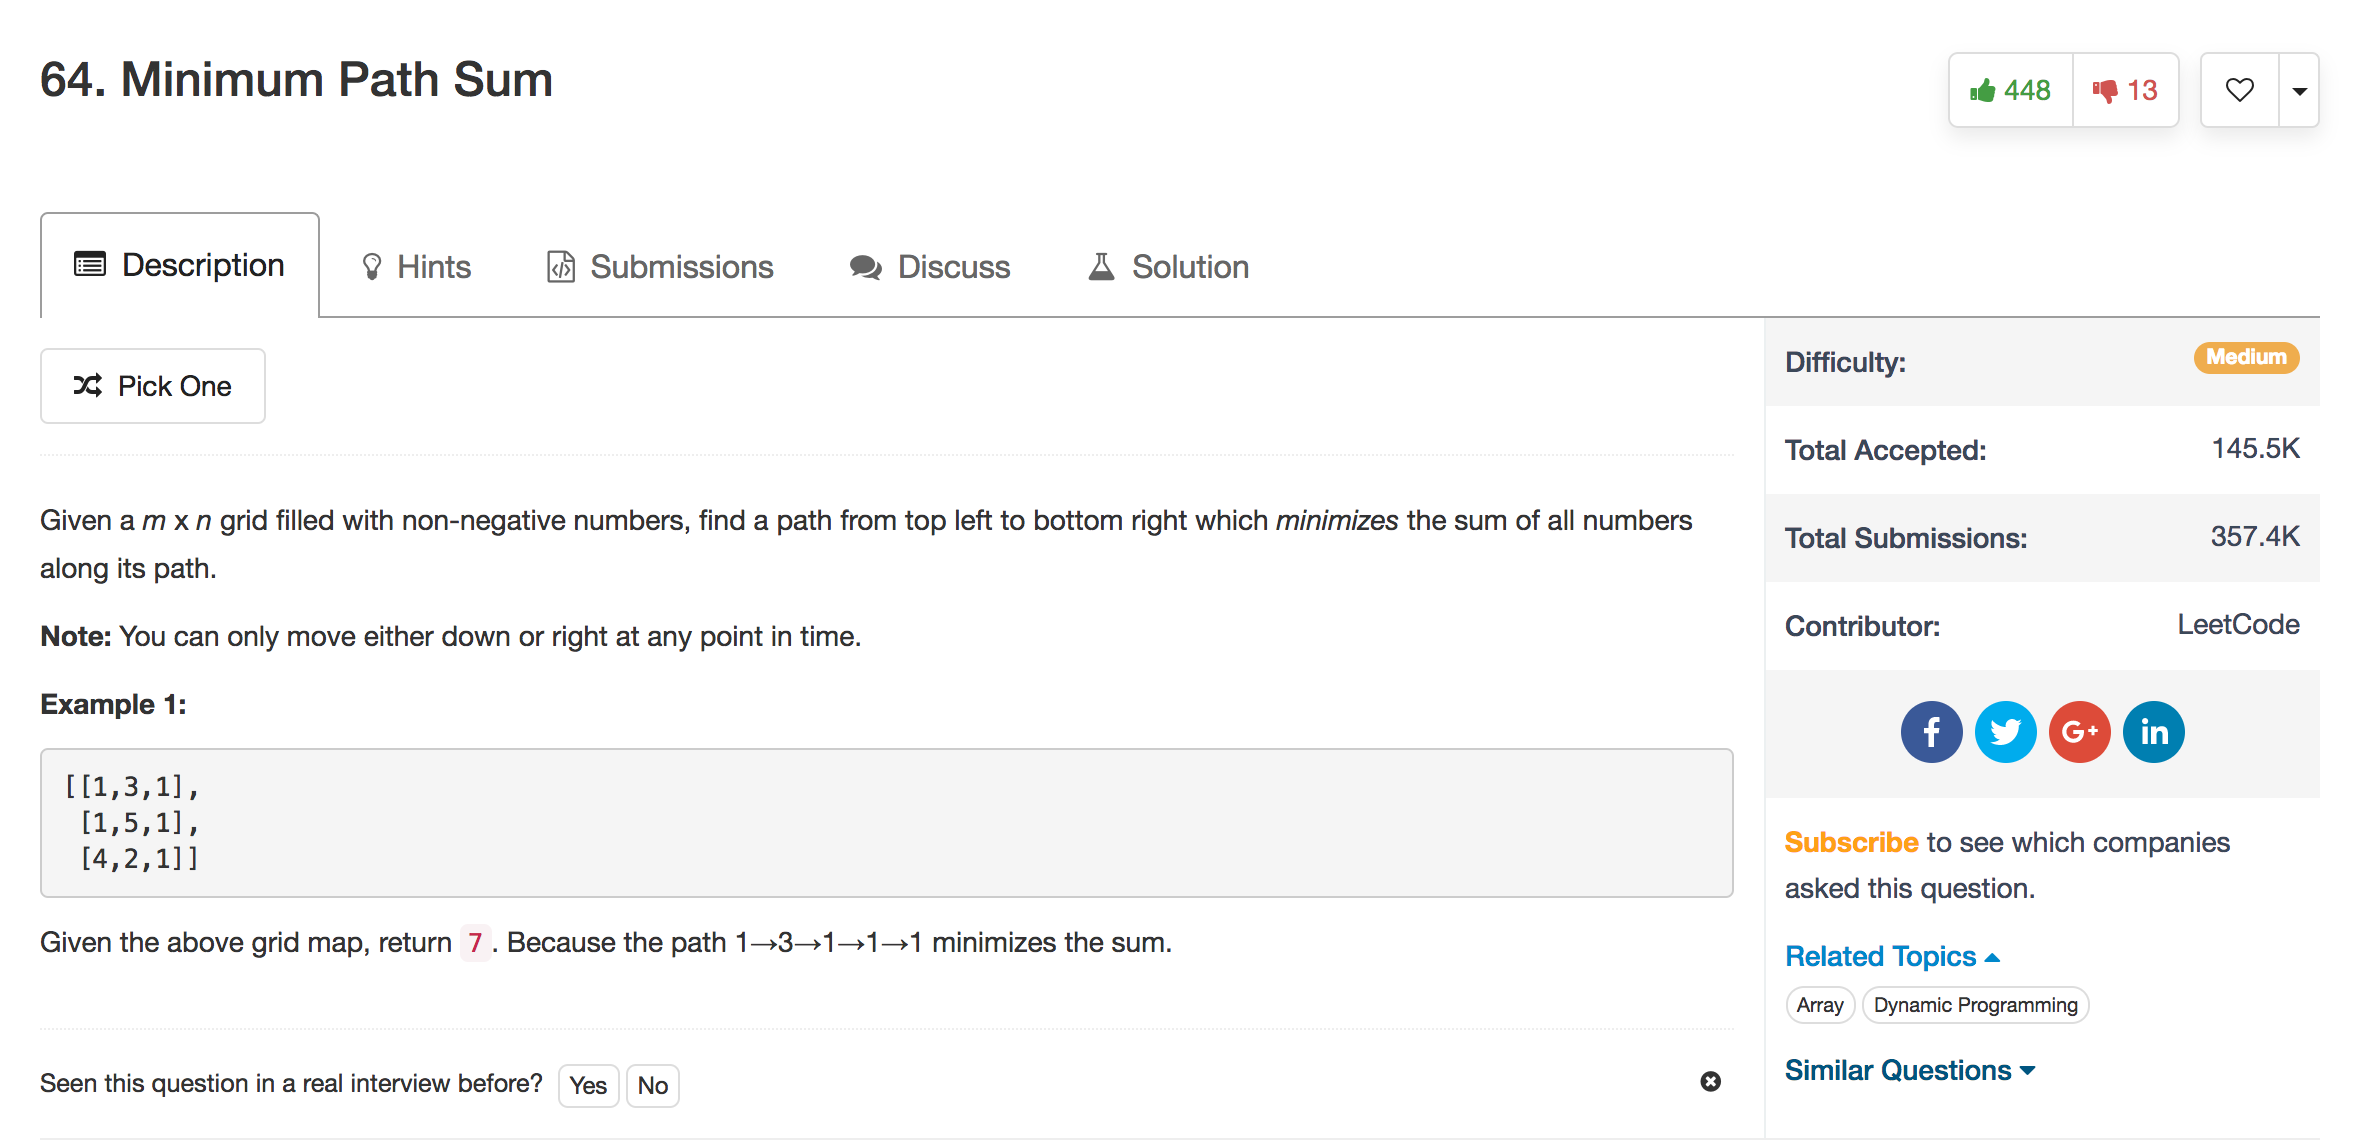 64. Minimum Path Sum
448 13
Description Hints Submissions Discuss Solution
Pick One
Given a m x n grid filled with non-negative numbers, find a path from top left to bottom right which minimizes the sum of all numbers
along its path.
Note: You can only move either down or right at any point in time.
Example 1:
[[1,3,1],
 [1,5,1],
 [4,2,1]]
Given the above grid map, return 7. Because the path 1→3→1→1→1 minimizes the sum.
Seen this question in a real interview before? Yes No
Difficulty: Medium
Total Accepted: 145.5K
Total Submissions: 357.4K
Contributor: LeetCode
f G+ in
Subscribe to see which companies
asked this question.
Related Topics
Array Dynamic Programming
Similar Questions